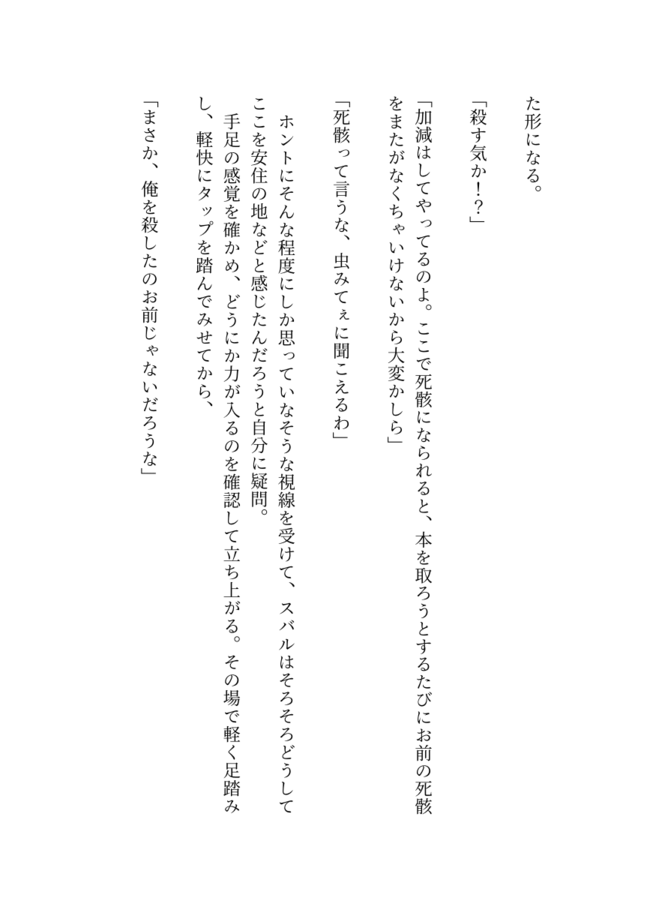 た形になる。
「殺す気か！？」
「加減はしてやってるのよ。ここで死骸になられると、本を取ろうとするたびにお前の死骸
をまたがなくちゃいけないから大変かしら」
「死骸って言うな、虫みてぇに聞こえるわ」
　ホントにそんな程度にしか思っていなそうな視線を受けて、スバルはそろそろどうして
ここを安住の地などと感じたんだろうと自分に疑問。
　手足の感覚を確かめ、どうにか力が入るのを確認して立ち上がる。その場で軽く足踏み
し、軽快にタップを踏んでみせてから、
「まさか、俺を殺したのお前じゃないだろうな」